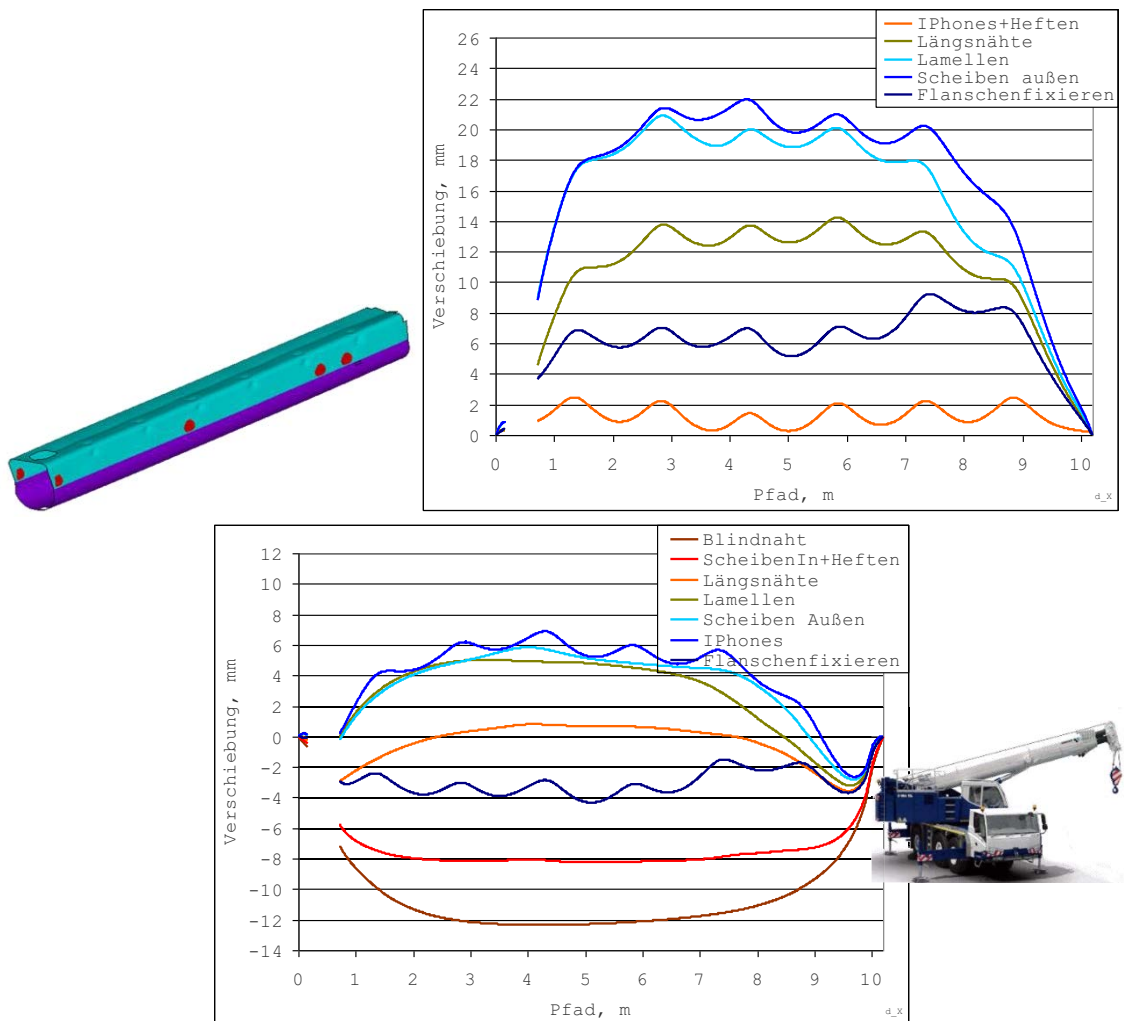 IPhones+Heften
Längsnähte
Lamellen
Scheiben außen
Flanschenfixieren
26
24
22
20
18
16
14
12
10
8
6
4
2
0
Verschiebung, mm
0 1 2 3 4 5 6 7 8 9 10
Pfad, m
d_X
Blindnaht
ScheibenIn+Heften
Längsnähte
Lamellen
Scheiben Außen
IPhones
Flanschenfixieren
12
10
8
6
4
2
0
-2
-4
-6
-8
-10
-12
-14
Verschiebung, mm
0 1 2 3 4 5 6 7 8 9 10
Pfad, m
d_X